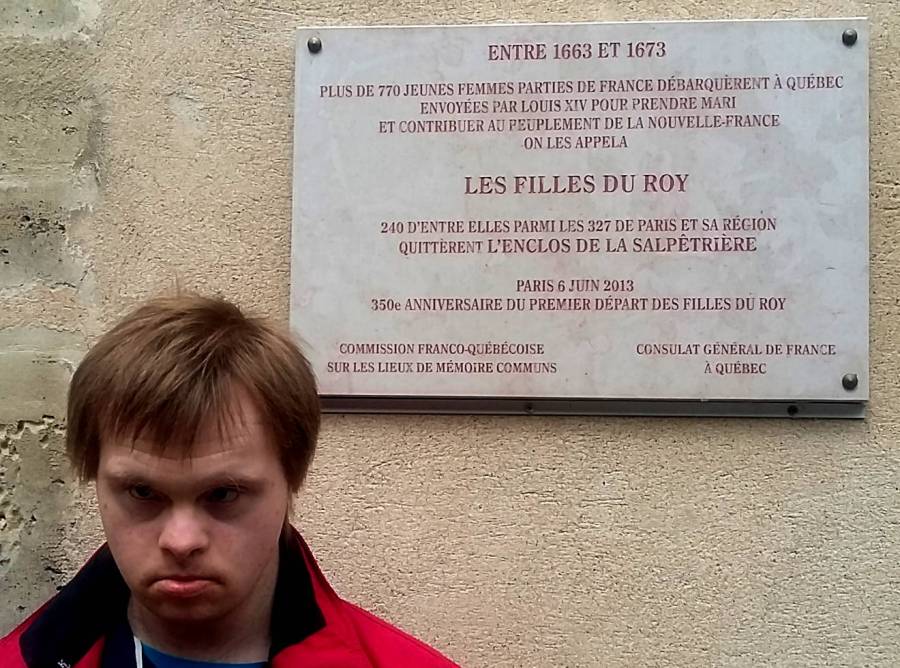 ENTRE 1663 ET 1673
PLUS DE 770 JEUNES FEMMES PARTIES DE FRANCE DÉBARQUÈRENT À QUÉBEC
ENVOYÉES PAR LOUIS XIV POUR PRENDRE MARI
ET CONTRIBUER AU PEUPLEMENT DE LA NOUVELLE-FRANCE
ON LES APPELA
LES FILLES DU ROY
240 D'ENTRE ELLES PARMI LES 327 DE PARIS ET SA RÉGION
QUITTÈRENT L'ENCLOS DE LA SALPÊTRIÈRE
PARIS 6 JUIN 2013
350e ANNIVERSAIRE DU PREMIER DÉPART DES FILLES DU ROY
COMMISSION FRANCO-QUÉBÉCOISE
SUR LES LIEUX DE MÉMOIRE COMMUNS
CONSULAT GÉNÉRAL DE FRANCE
À QUÉBEC